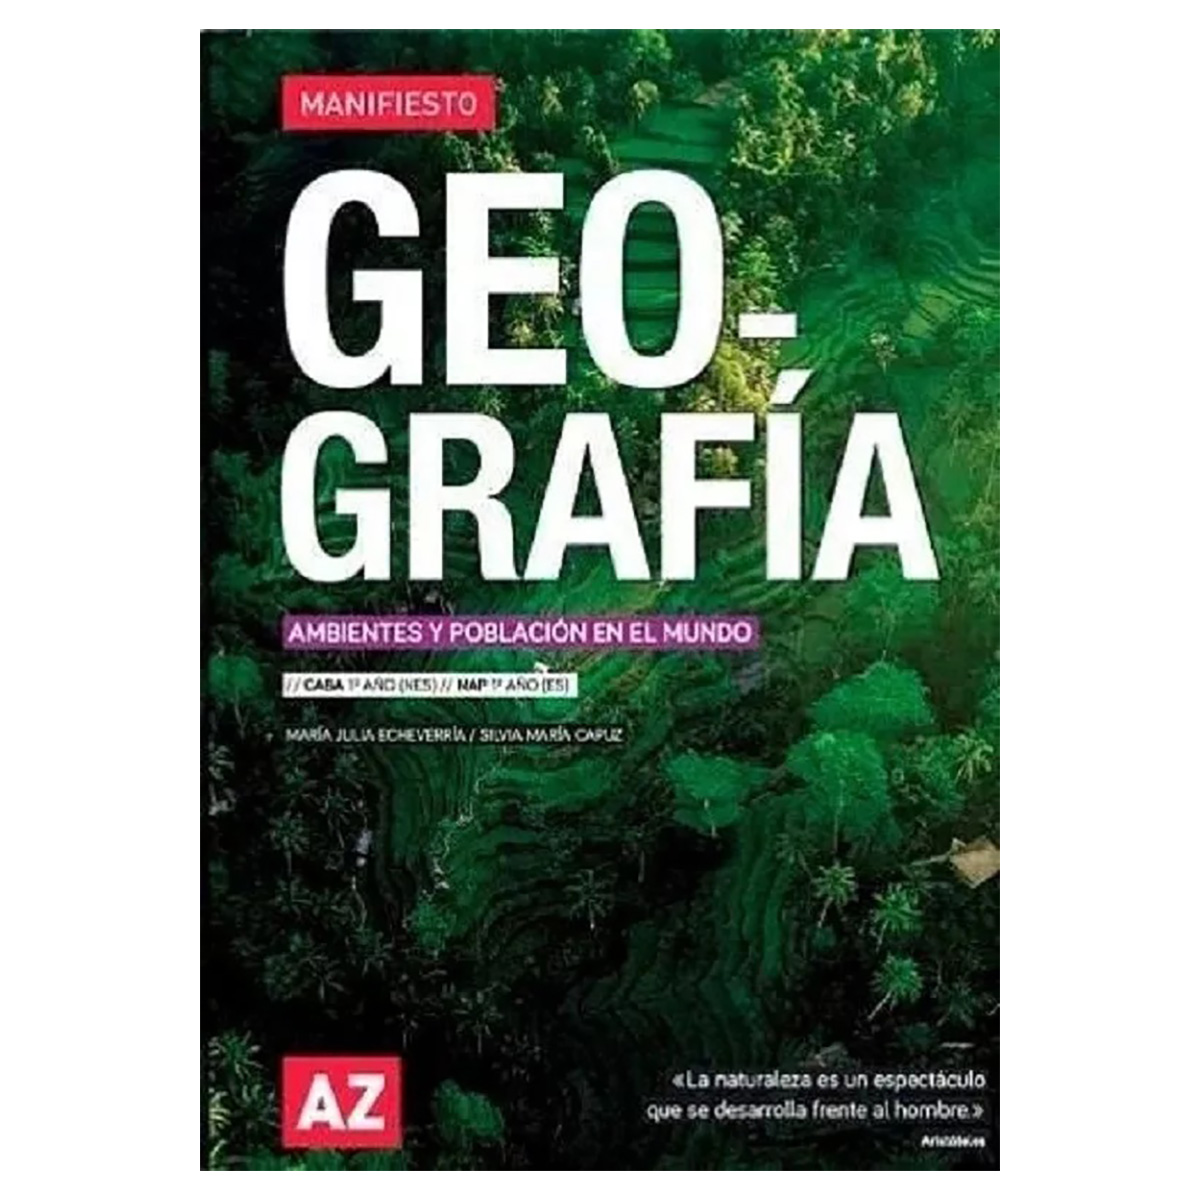 MANIFIESTO
GEO-
GRAFÍA
AMBIENTES Y POBLACIÓN EN EL MUNDO
// CABA 1º AÑO (NES) // NAP 1º AÑO (ES)
MARÍA JULIA ECHEVERRÍA / SILVIA MARÍA CAPUZ
AZ
«La naturaleza es un espectáculo
que se desarrolla frente al hombre.»
Aristóteles